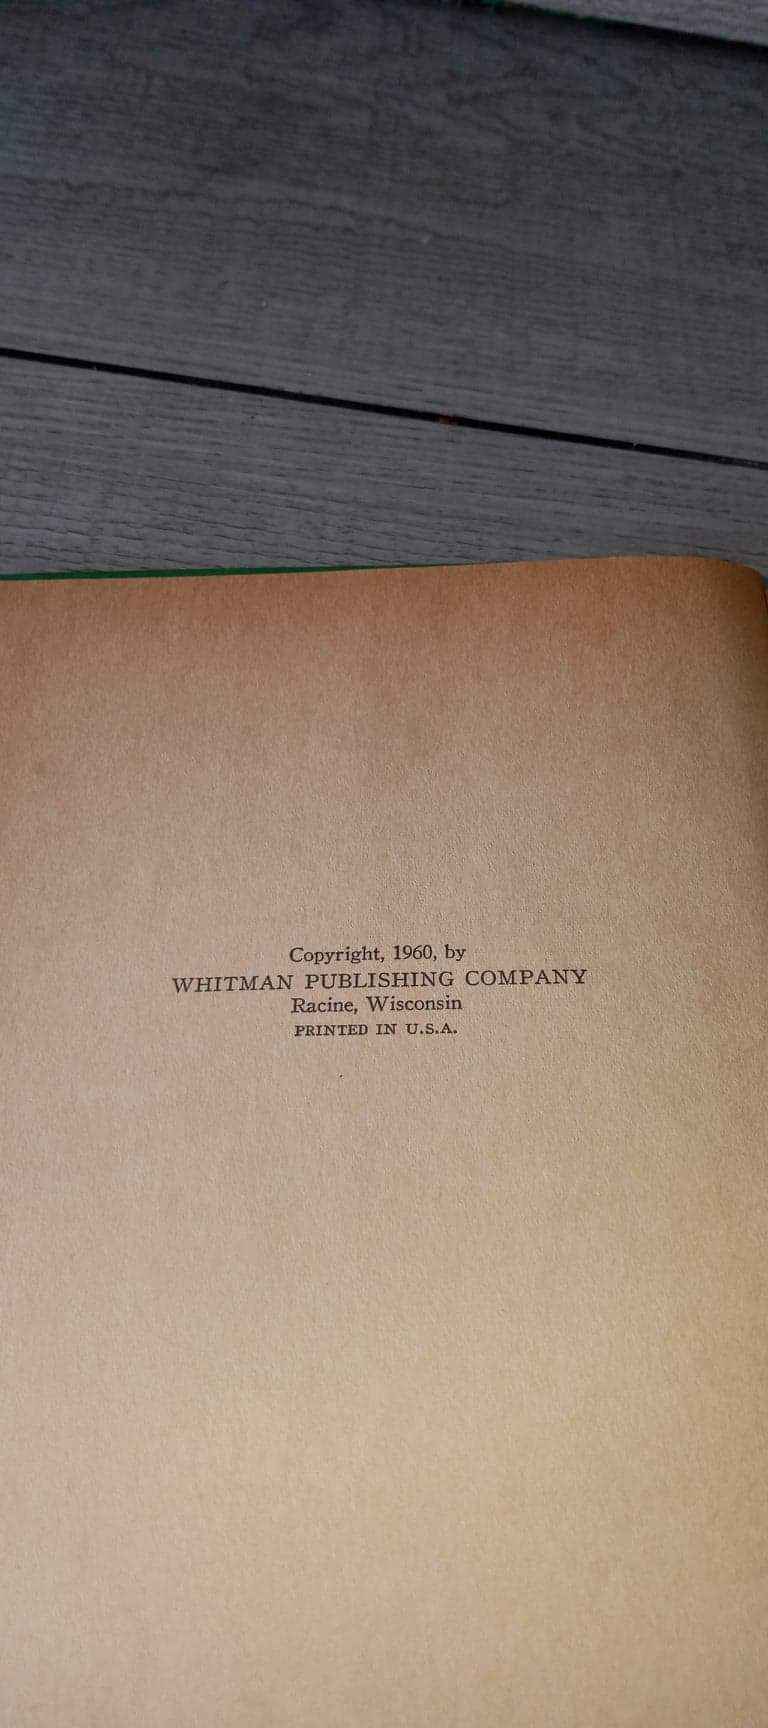 Copyright, 1960, by
WHITMAN PUBLISHING COMPANY
Racine, Wisconsin
PRINTED IN U.S.A.